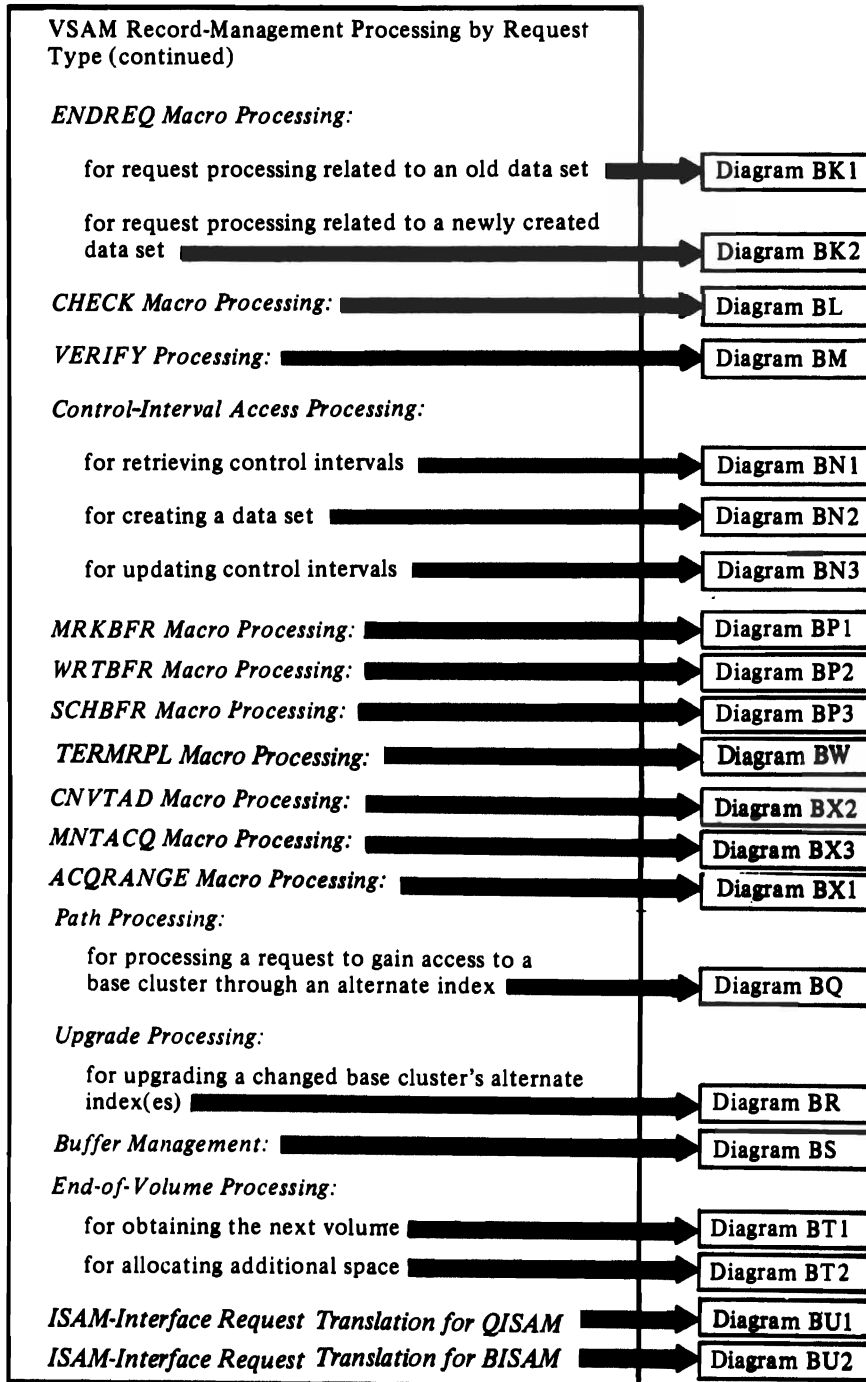 VSAM Record-Management Processing by Request
Type (continued)
ENDREQ Macro Processing:
for request processing related to an old data set Diagram BK1
for request processing related to a newly created
data set Diagram BK2
CHECK Macro Processing: Diagram BL
VERIFY Processing: Diagram BM
Control-Interval Access Processing:
for retrieving control intervals Diagram BN1
for creating a data set Diagram BN2
for updating control intervals Diagram BN3
MRKBFR Macro Processing: Diagram BP1
WRTBFR Macro Processing: Diagram BP2
SCHBFR Macro Processing: Diagram BP3
TERMRPL Macro Processing: Diagram BW
CNVTAD Macro Processing: Diagram BX2
MNTACQ Macro Processing: Diagram BX3
ACQRANGE Macro Processing: Diagram BX1
Path Processing:
for processing a request to gain access to a
base cluster through an alternate index Diagram BQ
Upgrade Processing:
for upgrading a changed base cluster's alternate
index(es) Diagram BR
Buffer Management: Diagram BS
End-of-Volume Processing:
for obtaining the next volume Diagram BT1
for allocating additional space Diagram BT2
ISAM-Interface Request Translation for QISAM Diagram BU1
ISAM-Interface Request Translation for BISAM Diagram BU2